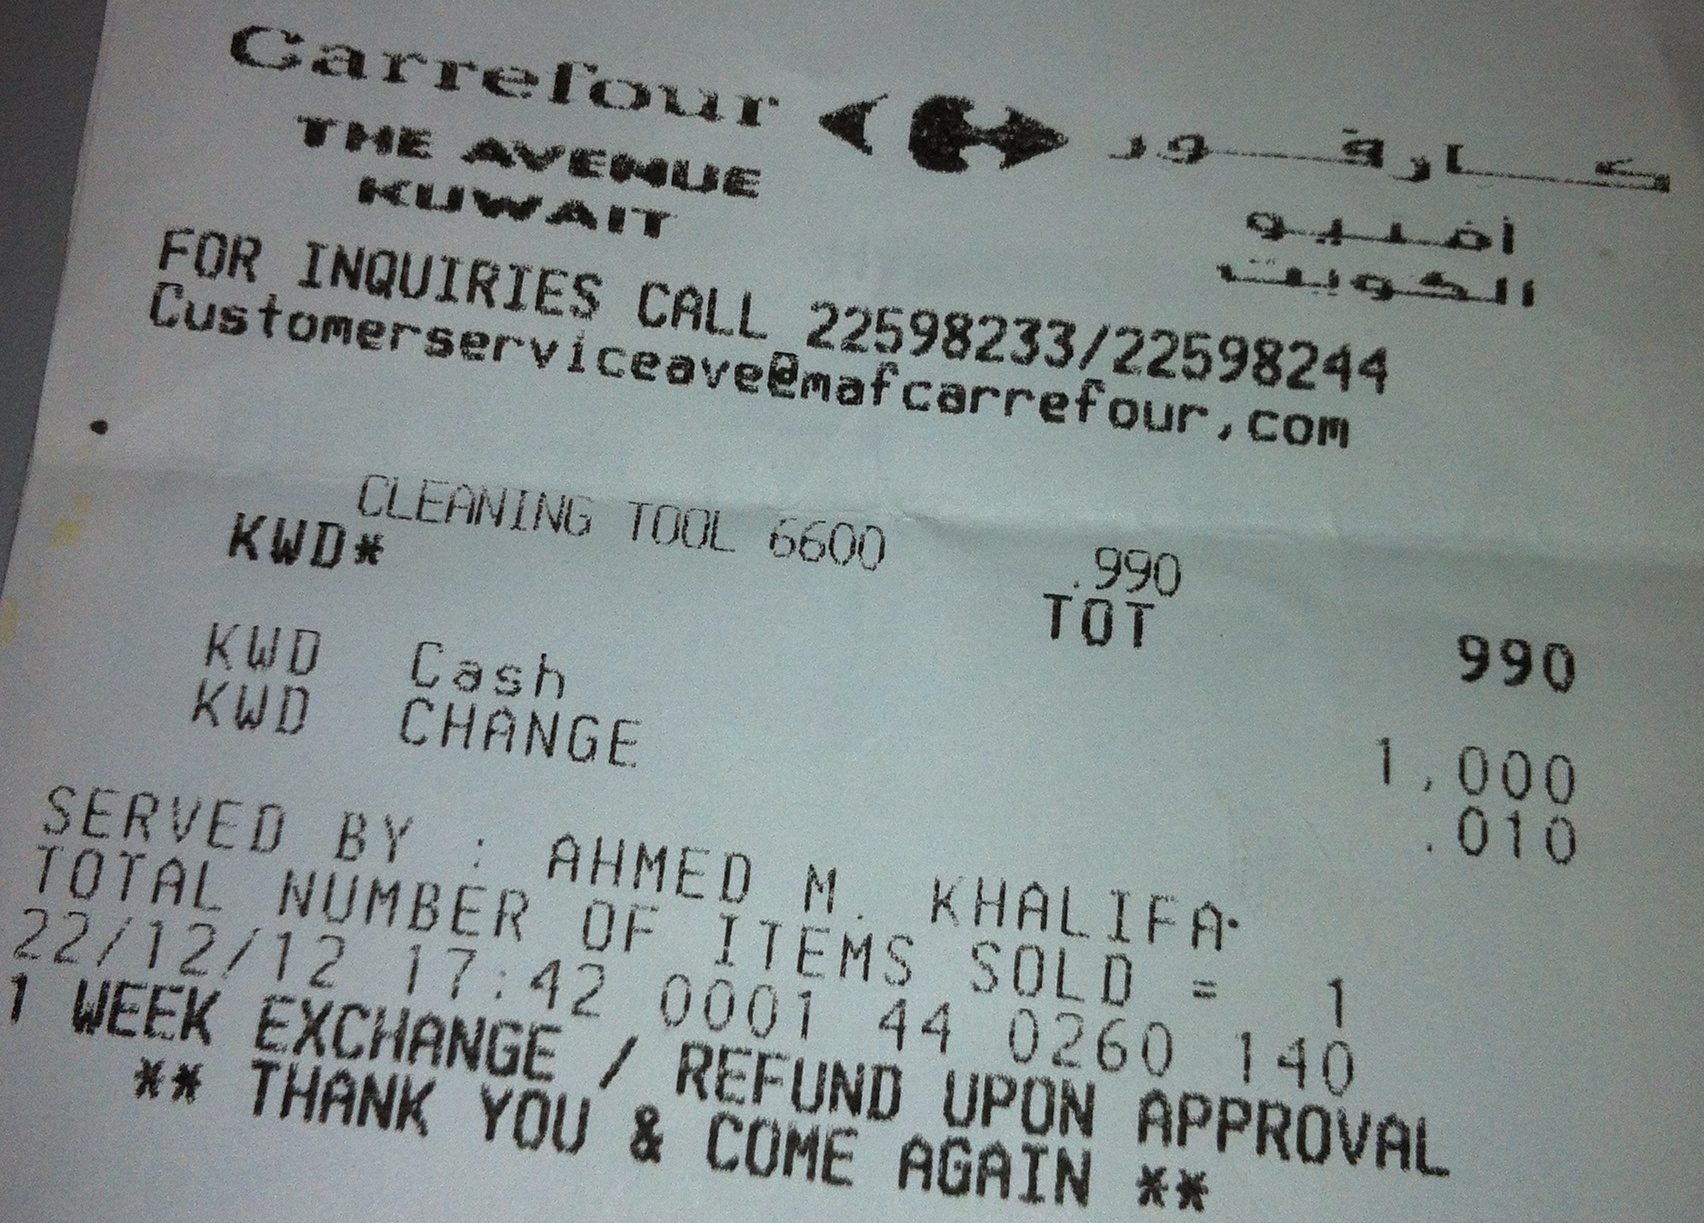 Carrefour كارفور
THE AVENUE أفنيو
KUWAIT الكويت
FOR INQUIRIES CALL 22598233/22598244
Customerserviceave@mafcarrefour,com
CLEANING TOOL 6600 .990
KWD* TOT 990
KWD Cash 1,000
KWD CHANGE .010
SERVED BY : AHMED M. KHALIFA
TOTAL NUMBER OF ITEMS SOLD = 1
22/12/12 17:42 0001 44 0260 140
1 WEEK EXCHANGE / REFUND UPON APPROVAL
** THANK YOU & COME AGAIN **